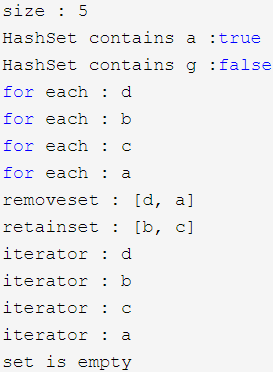 size : 5
HashSet contains a :true
HashSet contains g :false
for each : d
for each : b
for each : c
for each : a
removeset : [d, a]
retainset : [b, c]
iterator : d
iterator : b
iterator : c
iterator : a
set is empty